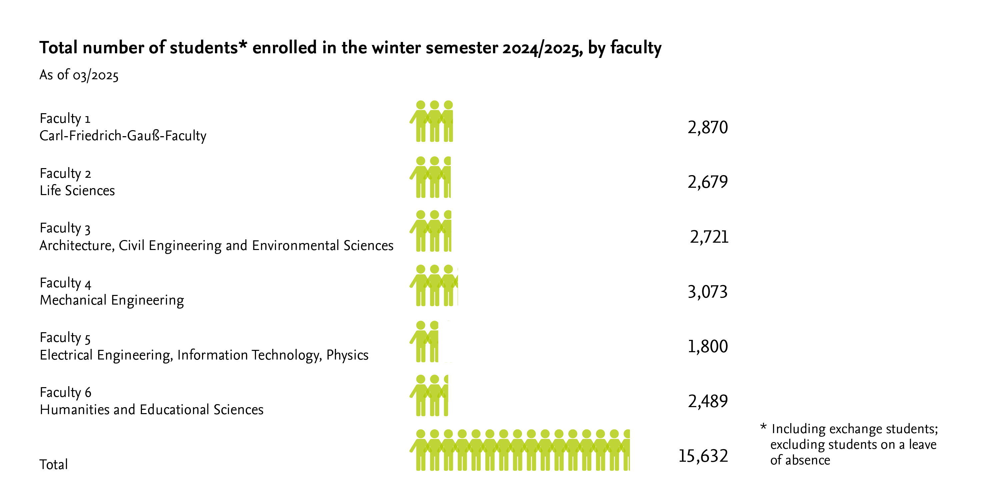 Total number of students* enrolled in the winter semester 2024/2025, by faculty
As of 03/2025
Faculty 1
Carl-Friedrich-Gauß-Faculty
2,870
Faculty 2
Life Sciences
2,679
Faculty 3
Architecture, Civil Engineering and Environmental Sciences
2,721
Faculty 4
Mechanical Engineering
3,073
Faculty 5
Electrical Engineering, Information Technology, Physics
1,800
Faculty 6
Humanities and Educational Sciences
2,489
Total
15,632
* Including exchange students;
excluding students on a leave
of absence